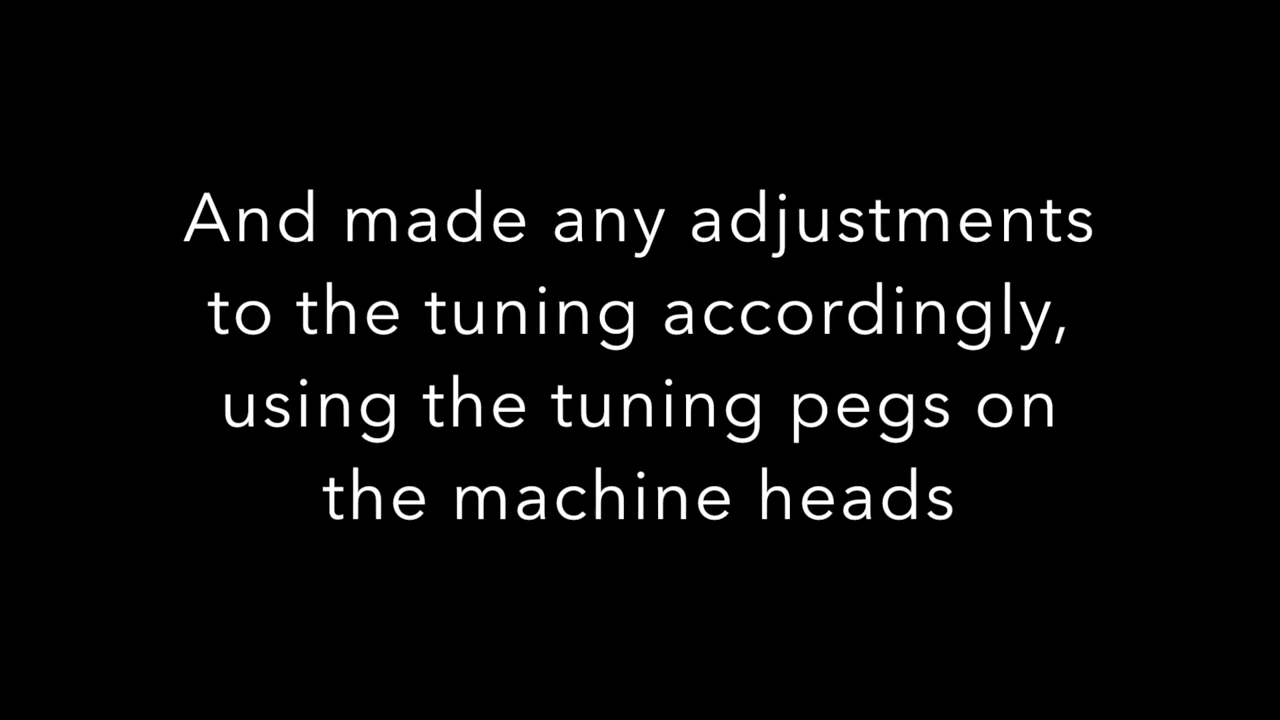 And made any adjustments
to the tuning accordingly,
using the tuning pegs on
the machine heads